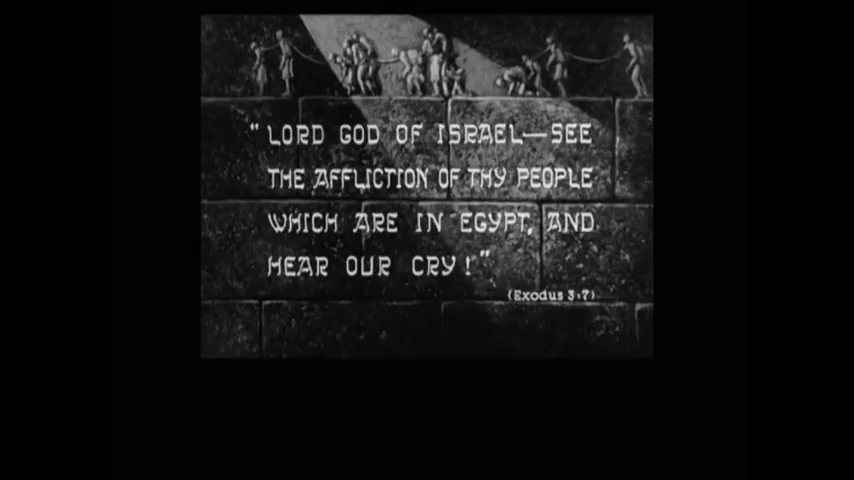 "LORD GOD OF ISRAEL—SEE
THE AFFLICTION OF THY PEOPLE
WHICH ARE IN EGYPT, AND
HEAR OUR CRY!"
(Exodus 3:7)